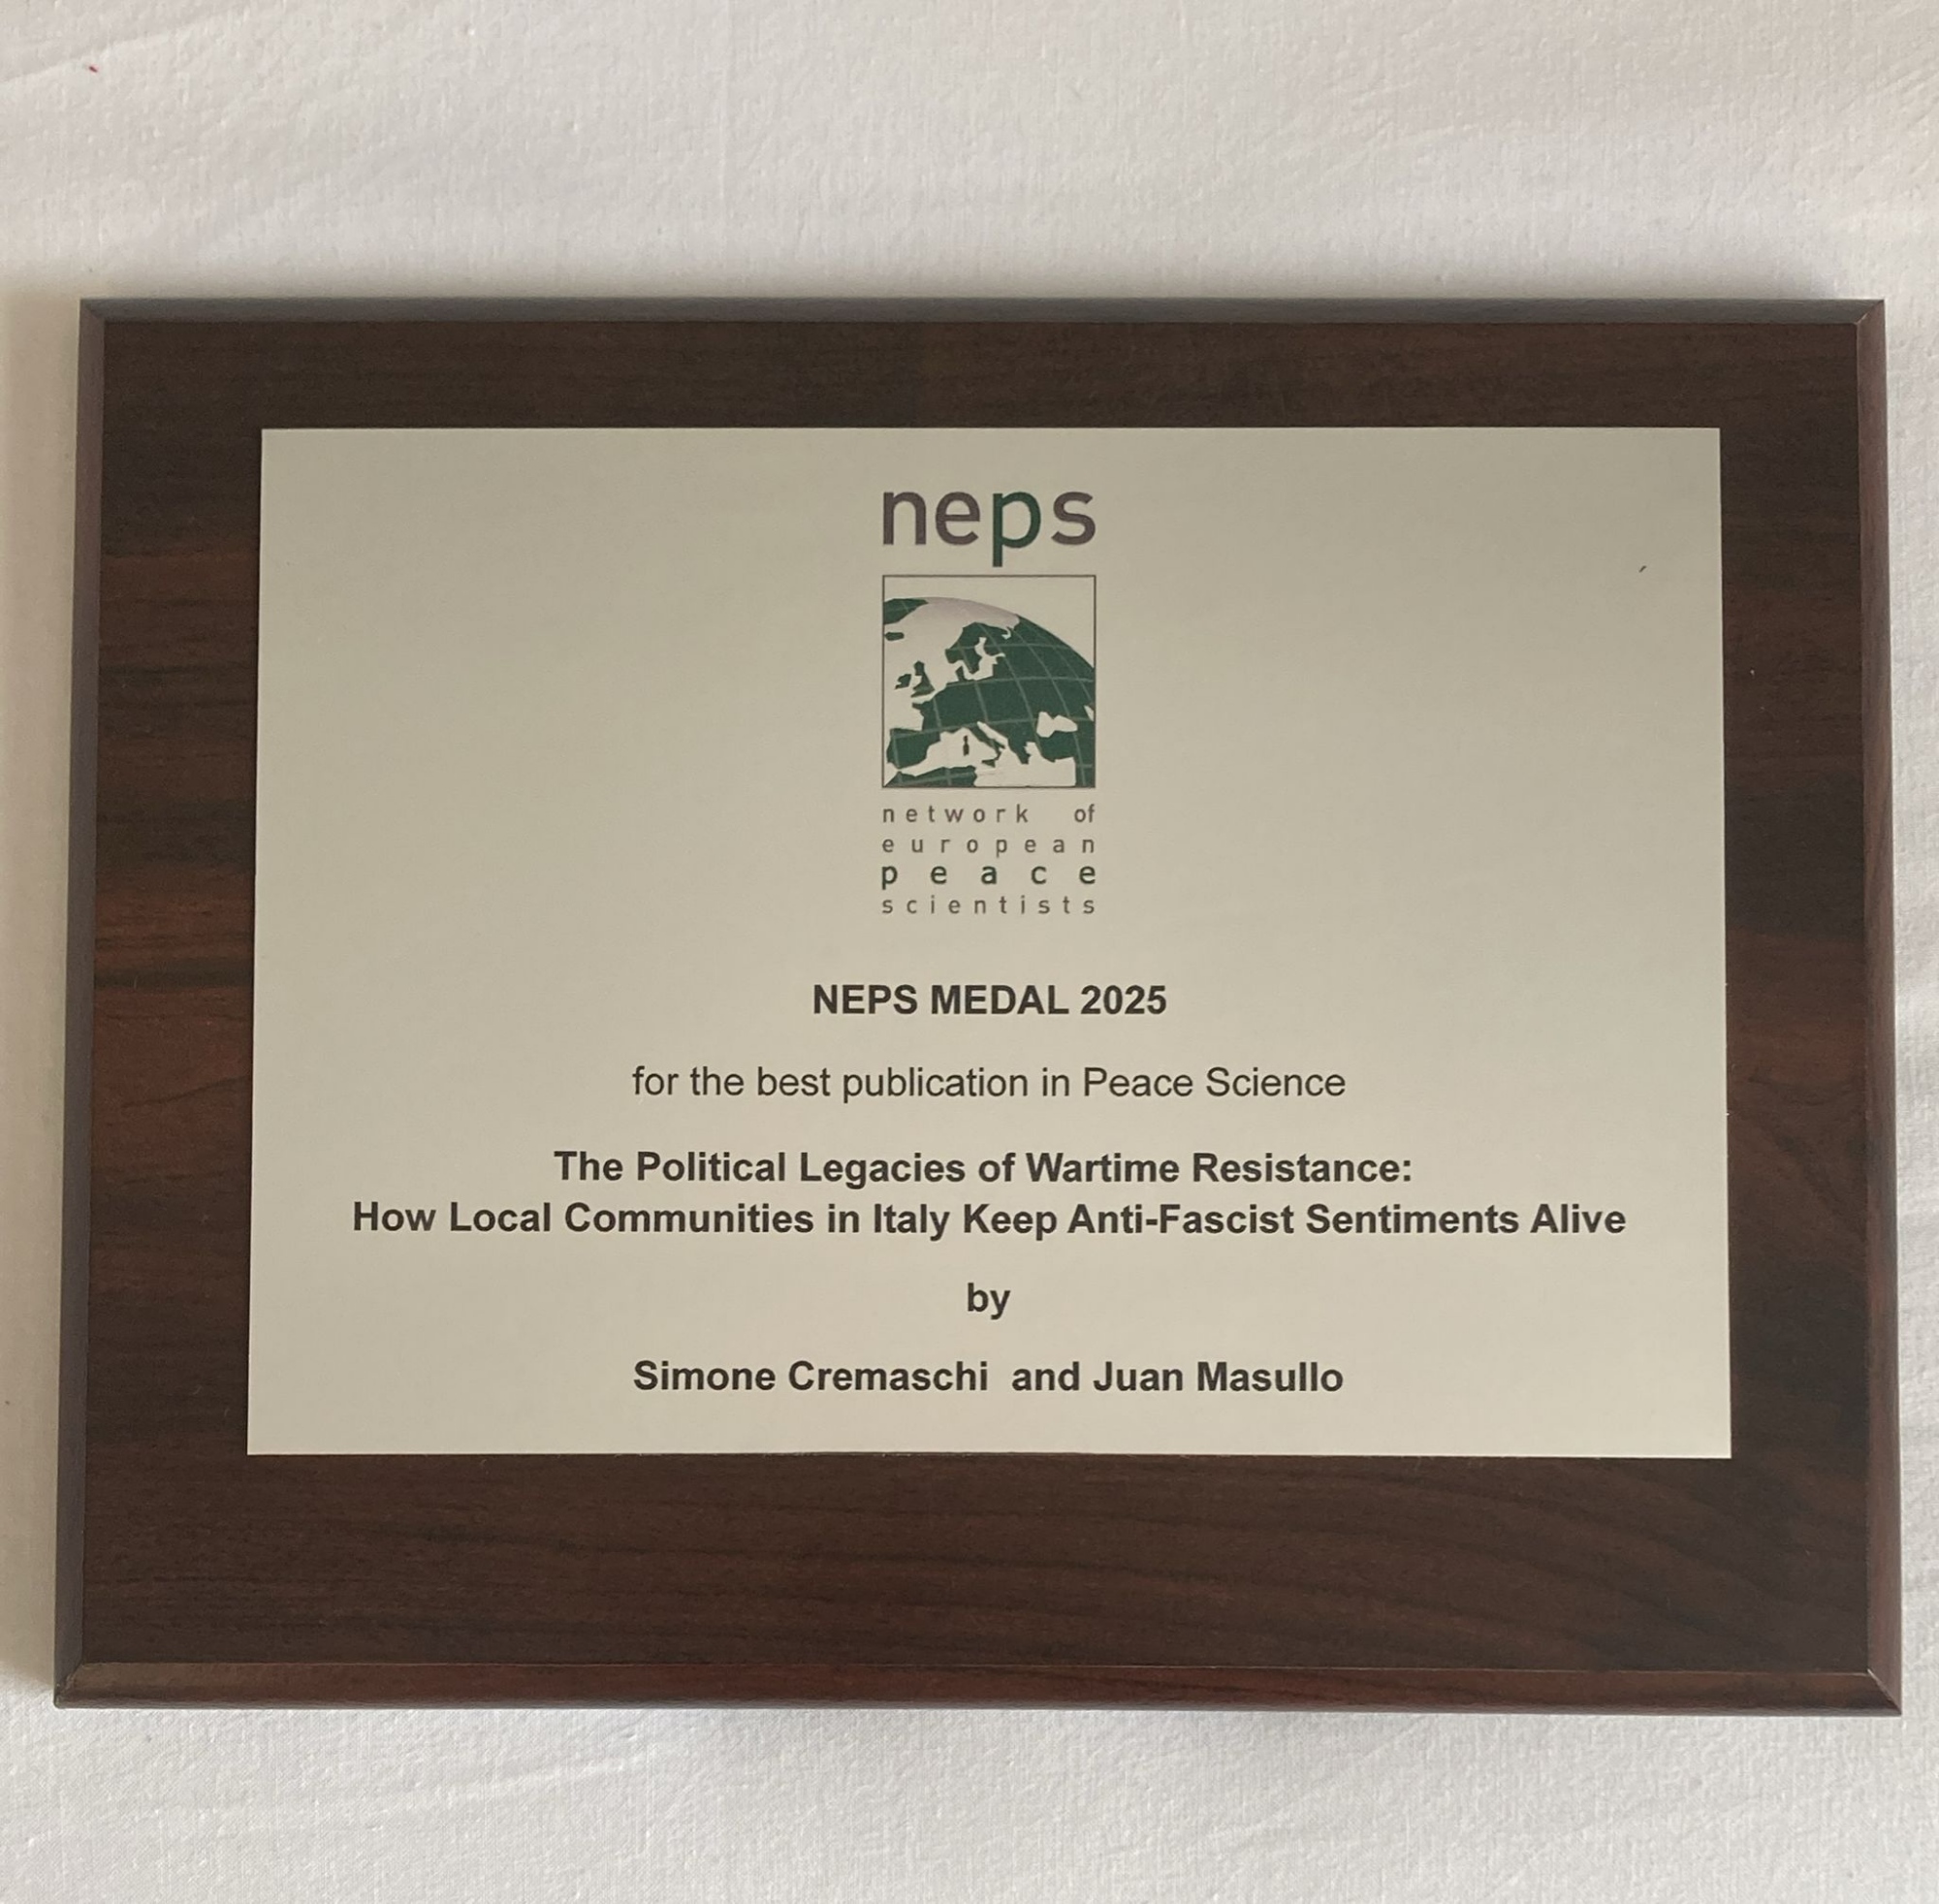 neps
network of
european
peace
scientists
NEPS MEDAL 2025
for the best publication in Peace Science
The Political Legacies of Wartime Resistance:
How Local Communities in Italy Keep Anti-Fascist Sentiments Alive
by
Simone Cremaschi and Juan Masullo